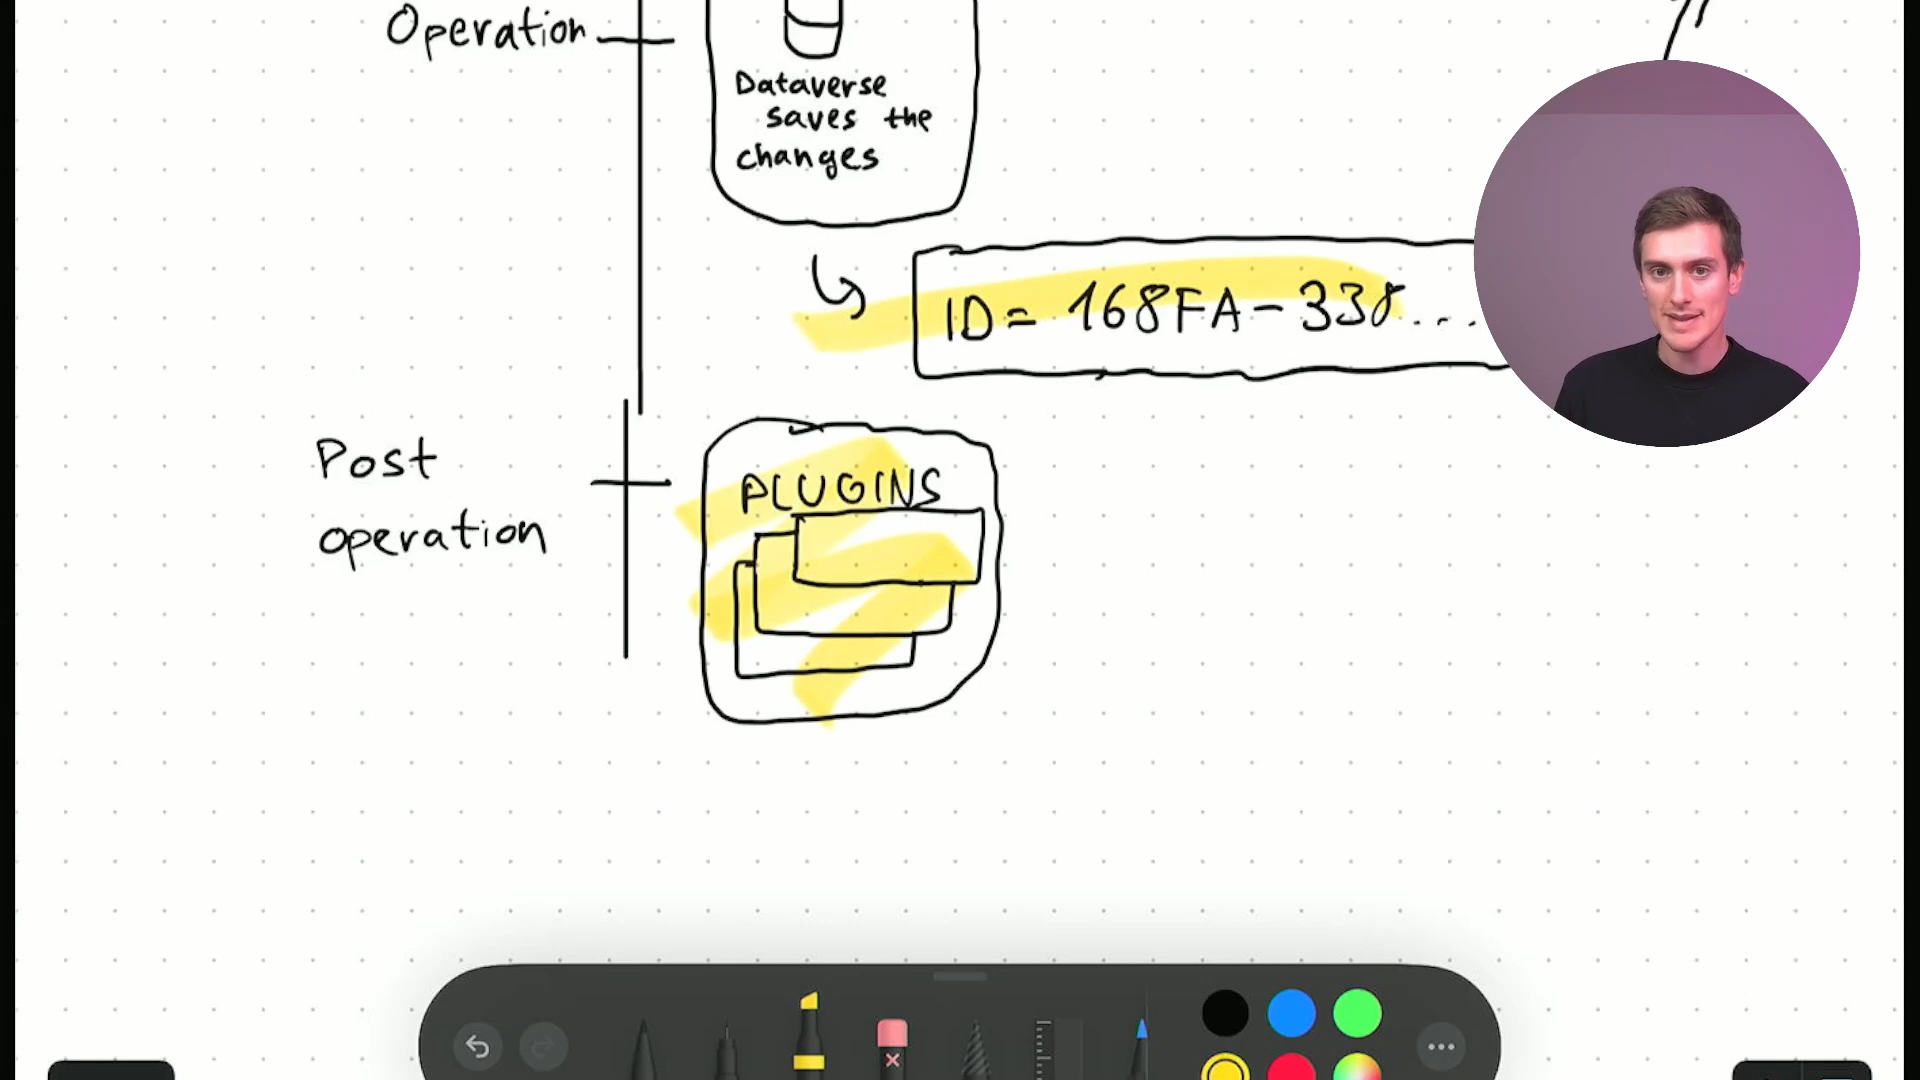 Operation
Dataverse
saves the
changes
ID = 168FA-338...
Post
operation
PLUGINS